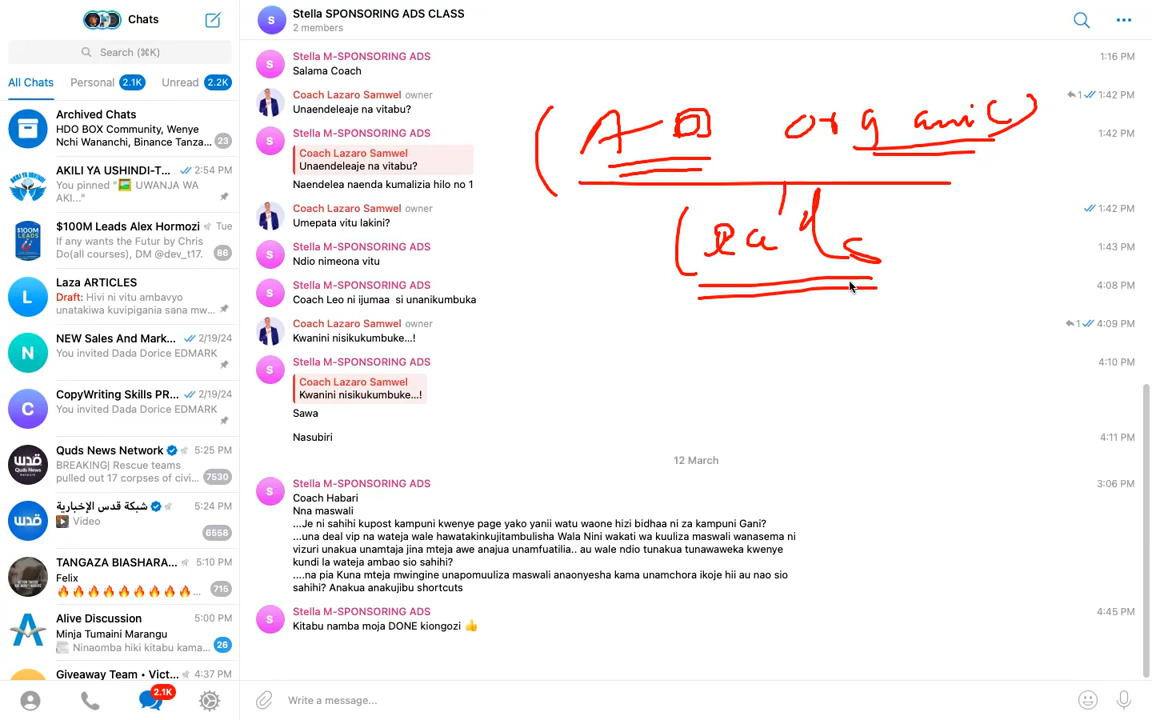 Chats
Search (⌘K)
All Chats
Personal 2.1K
Unread 2.2K
Archived Chats
HDO BOX Community, Wenye
Nchi Wananchi, Binance Tanza...
23
AKILI YA USHINDI-T...
2:54 PM
You pinned "🖼 UWANJA WA
AKI..."
$100M Leads Alex Hormozi
Tue
If any wants the Futur by Chris
Do(all courses), DM @dev_t17.
86
Laza ARTICLES
Draft: Hivi ni vitu ambavyo
unatakiwa kuvipigania sana mw...
NEW Sales And Mark...
2/19/24
You invited Dada Dorice EDMARK
CopyWriting Skills PR...
2/19/24
You invited Dada Dorice EDMARK
Quds News Network
5:25 PM
BREAKING| Rescue teams
pulled out 17 corpses of civi...
7530
شبكة قدس الإخبارية
5:24 PM
Video
6558
TANGAZA BIASHARA...
5:10 PM
Felix
🔥🔥🔥🔥🔥🔥🔥🔥🔥...
715
Alive Discussion
5:00 PM
Minja Tumaini Marangu
Ninaomba hiki kitabu kama...
26
Giveaway Team • Vict...
4:37 PM
2.1K
S
Stella SPONSORING ADS CLASS
2 members
Stella M-SPONSORING ADS
1:16 PM
Salama Coach
Coach Lazaro Samwel owner
1 1:42 PM
Unaendeleaje na vitabu?
Stella M-SPONSORING ADS
1:42 PM
Coach Lazaro Samwel
Unaendeleaje na vitabu?
Naendelea naenda kumalizia hilo no 1
Coach Lazaro Samwel owner
1:42 PM
Umepata vitu lakini?
Stella M-SPONSORING ADS
1:43 PM
Ndio nimeona vitu
Stella M-SPONSORING ADS
4:08 PM
Coach Leo ni ijumaa si unanikumbuka
Coach Lazaro Samwel owner
1 4:09 PM
Kwanini nisikukumbuke...!
Stella M-SPONSORING ADS
4:10 PM
Coach Lazaro Samwel
Kwanini nisikukumbuke...!
Sawa
Nasubiri
4:11 PM
12 March
Stella M-SPONSORING ADS
3:06 PM
Coach Habari
Nna maswali
...Je ni sahihi kupost kampuni kwenye page yako yanii watu waone hizi bidhaa ni za kampuni Gani?
...una deal vip na wateja wale hawatakinkujitambulisha Wala Nini wakati wa kuuliza maswali wanasema ni
vizuri unakua unamtaja jina mteja awe anajua unamfuatilia.. au wale ndio tunakua tunawaweka kwenye
kundi la wateja ambao sio sahihi?
....na pia Kuna mteja mwingine unapomuuliza maswali anaonyesha kama unamchora ikoje hii au nao sio
sahihi? Anakua anakujibu shortcuts
Stella M-SPONSORING ADS
4:45 PM
Kitabu namba moja DONE kiongozi 👍
Write a message...
organic